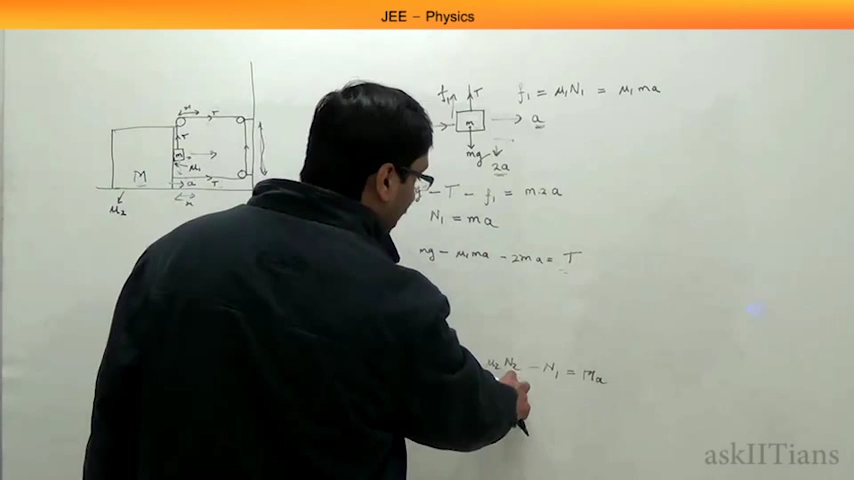 JEE – Physics
f₁ = μ₁N₁ = μ₁ma
f₁ T
m a
mg 2a
– T – f₁ = m.2a
N₁ = ma
mg – μ₁ma – 2ma = T
μ₂N₂ – N₁ = Ma
T
T
m
μ₁
M a T
μ₂
askIITians